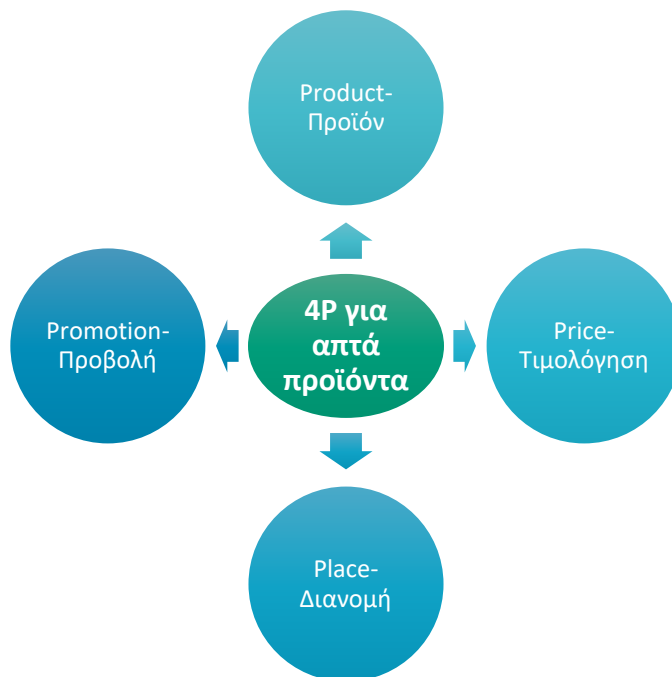 Product-
Προϊόν
4P για
απτά
προϊόντα
Promotion-
Προβολή
Price-
Τιμολόγηση
Place-
Διανομή